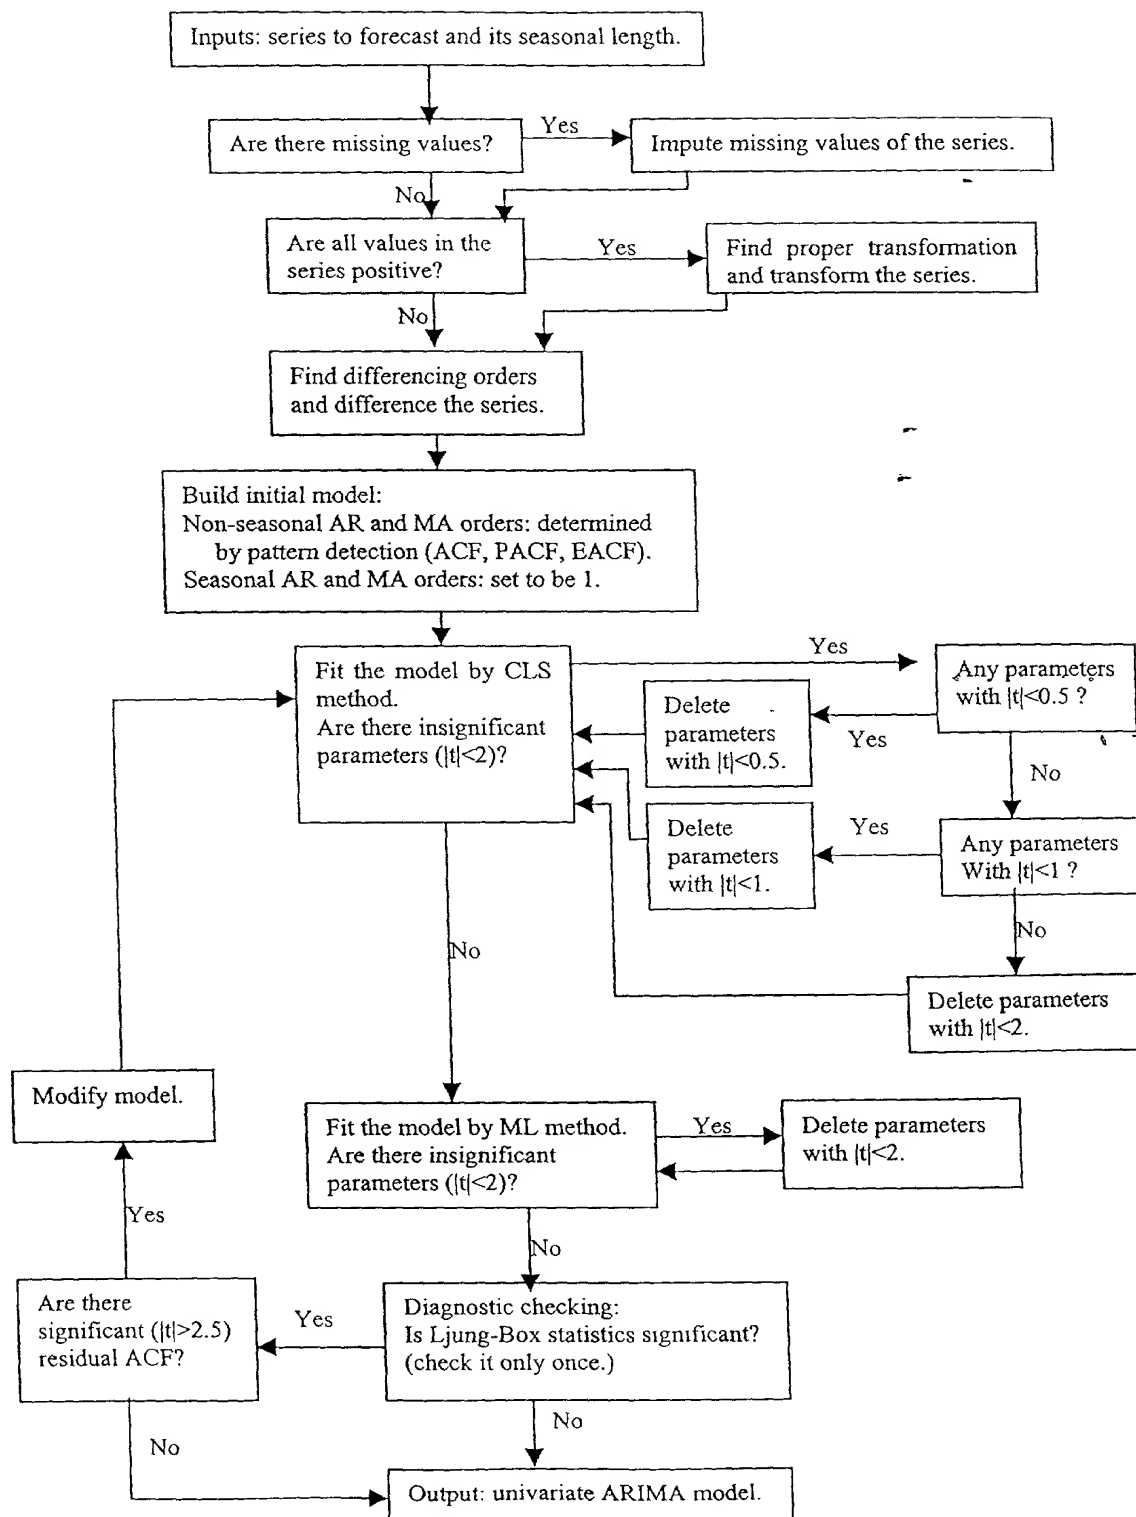 Inputs: series to forecast and its seasonal length.
Are there missing values?
Yes
Impute missing values of the series.
No
Are all values in the
series positive?
Yes
Find proper transformation
and transform the series.
No
Find differencing orders
and difference the series.
Build initial model:
Non-seasonal AR and MA orders: determined
by pattern detection (ACF, PACF, EACF).
Seasonal AR and MA orders: set to be 1.
Fit the model by CLS
method.
Are there insignificant
parameters (|t|<2)?
Yes
Any parameters
with |t|<0.5 ?
Yes
Delete
parameters
with |t|<0.5.
No
Any parameters
With |t|<1 ?
Yes
Delete
parameters
with |t|<1.
No
Delete parameters
with |t|<2.
No
Modify model.
Fit the model by ML method.
Are there insignificant
parameters (|t|<2)?
Yes
Delete parameters
with |t|<2.
Yes
No
Are there
significant (|t|>2.5)
residual ACF?
Yes
Diagnostic checking:
Is Ljung-Box statistics significant?
(check it only once.)
No
No
Output: univariate ARIMA model.